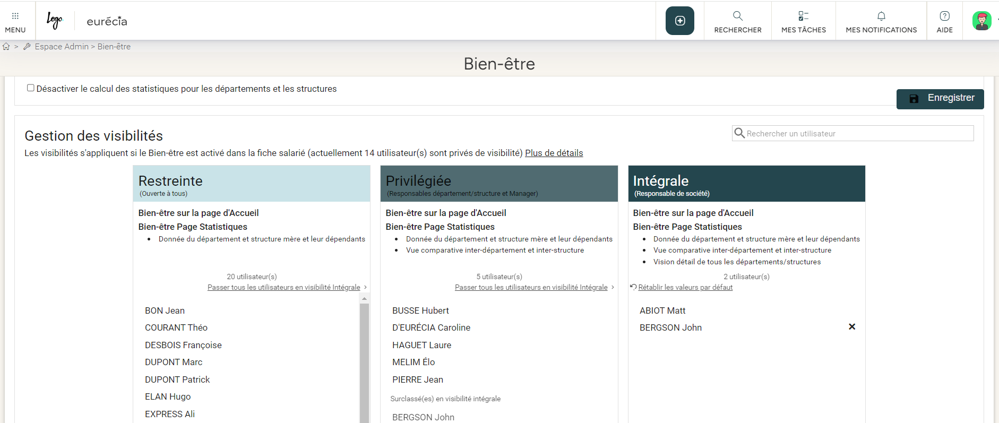 MENU
Logo
eurécia
RECHERCHER
MES TÂCHES
MES NOTIFICATIONS
AIDE
> Espace Admin > Bien-être
Bien-être
Désactiver le calcul des statistiques pour les départements et les structures
Enregistrer
Gestion des visibilités
Rechercher un utilisateur
Les visibilités s'appliquent si le Bien-être est activé dans la fiche salarié (actuellement 14 utilisateur(s) sont privés de visibilité) Plus de détails
Restreinte
(Ouverte à tous)
Bien-être sur la page d'Accueil
Bien-être Page Statistiques
• Donnée du département et structure mère et leur dépendants
20 utilisateur(s)
Passer tous les utilisateurs en visibilité Intégrale >
BON Jean
COURANT Théo
DESBOIS Françoise
DUPONT Marc
DUPONT Patrick
ELAN Hugo
EXPRESS Ali
Privilégiée
(Responsables département/structure et Manager)
Bien-être sur la page d'Accueil
Bien-être Page Statistiques
• Donnée du département et structure mère et leur dépendants
• Vue comparative inter-département et inter-structure
5 utilisateur(s)
Passer tous les utilisateurs en visibilité Intégrale >
BUSSE Hubert
D'EURÉCIA Caroline
HAGUET Laure
MELIM Élo
PIERRE Jean
Surclassé(es) en visibilité intégrale
BERGSON John
Intégrale
(Responsable de société)
Bien-être sur la page d'Accueil
Bien-être Page Statistiques
• Donnée du département et structure mère et leur dépendants
• Vue comparative inter-département et inter-structure
• Vision détail de tous les départements/structures
2 utilisateur(s)
Rétablir les valeurs par défaut
ABIOT Matt
BERGSON John